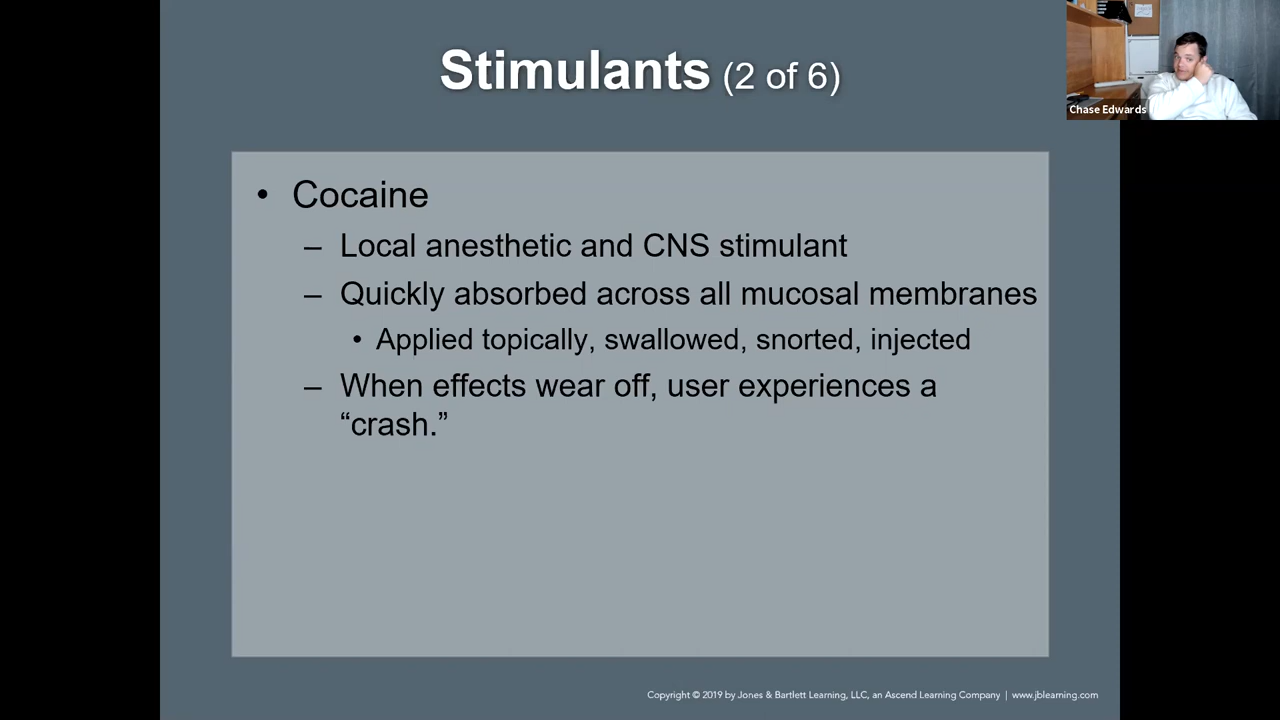 Stimulants (2 of 6)
Chase Edwards
• Cocaine
– Local anesthetic and CNS stimulant
– Quickly absorbed across all mucosal membranes
• Applied topically, swallowed, snorted, injected
– When effects wear off, user experiences a
“crash.”
Copyright © 2019 by Jones & Bartlett Learning, LLC, an Ascend Learning Company | www.jblearning.com